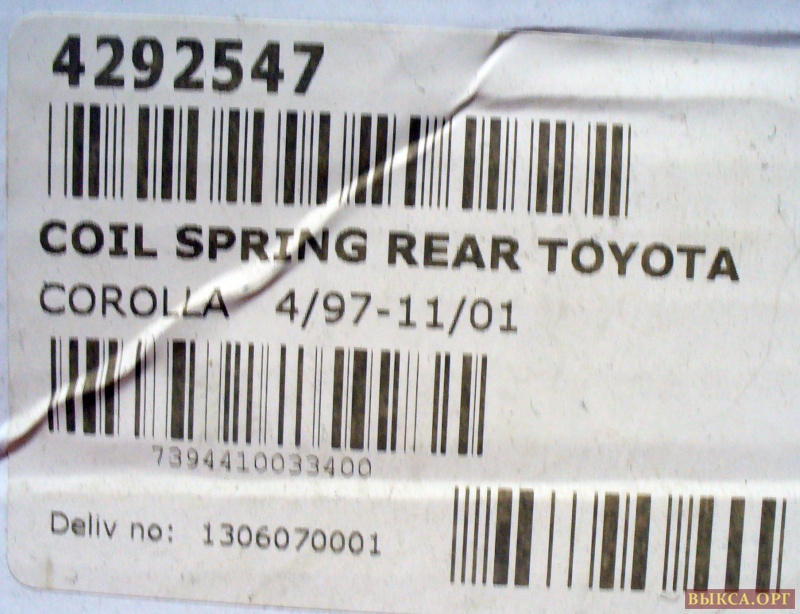 4292547
COIL SPRING REAR TOYOTA
COROLLA 4/97-11/01
7394410033400
Deliv no: 1306070001
ВЫКСА.ОРГ